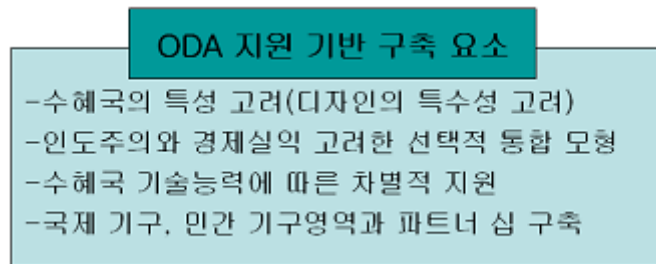 ODA 지원 기반 구축 요소
-수혜국의 특성 고려(디자인의 특수성 고려)
-인도주의와 경제실익 고려한 선택적 통합 모형
-수혜국 기술능력에 따른 차별적 지원
-국제 기구, 민간 기구영역과 파트너 십 구축